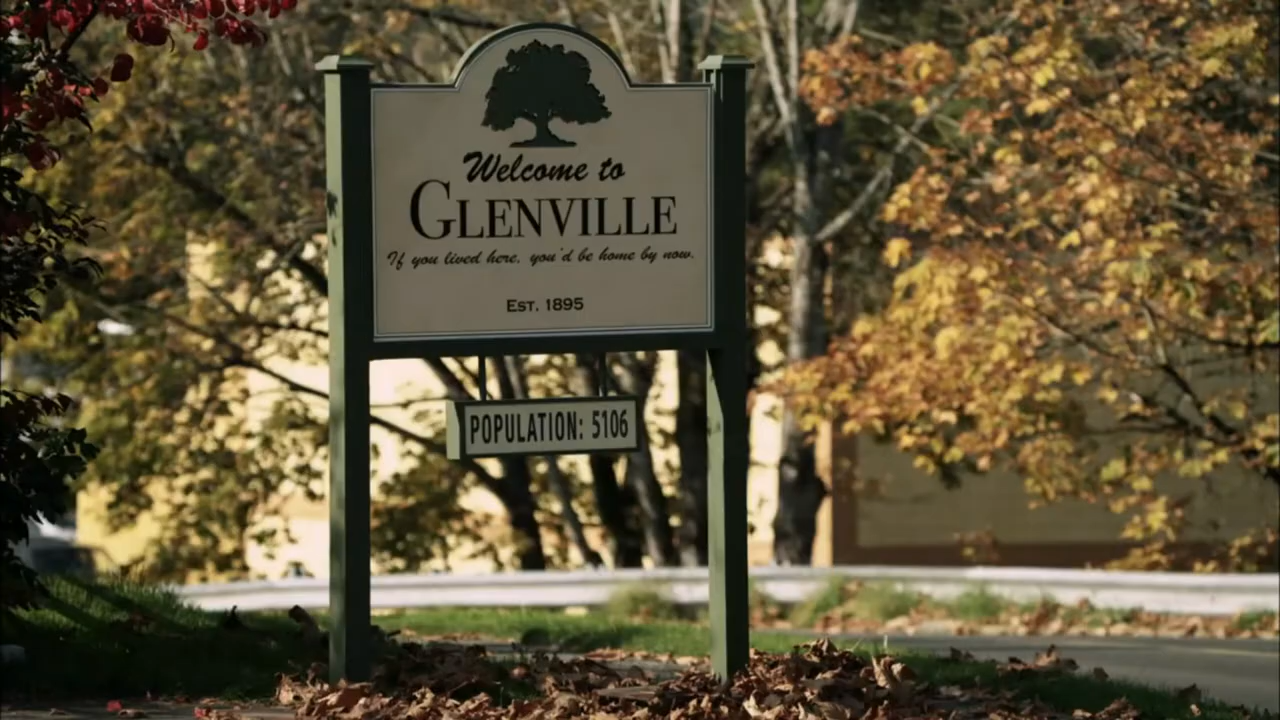 Welcome to
GLENVILLE
If you lived here, you'd be home by now.
EST. 1895
POPULATION: 5106